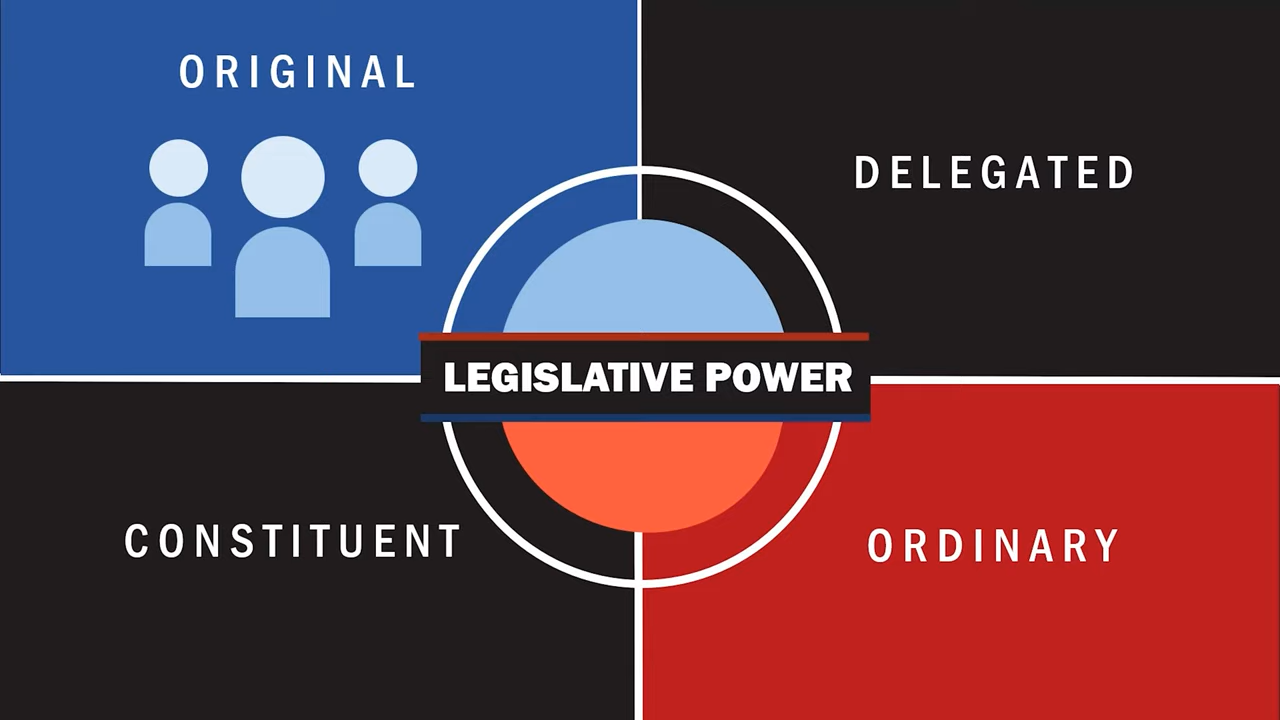 ORIGINAL
DELEGATED
LEGISLATIVE POWER
CONSTITUENT
ORDINARY